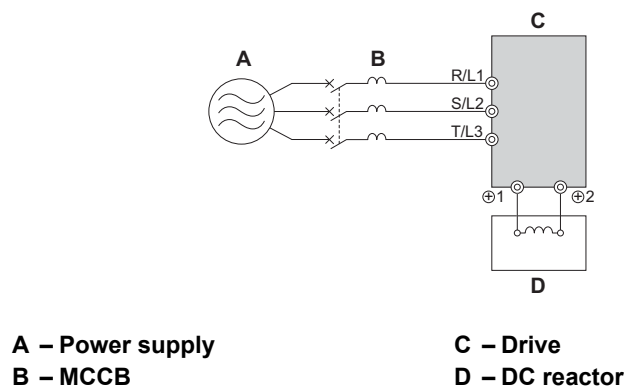 C
A
B
R/L1
S/L2
T/L3
⊕1
⊕2
D
A – Power supply
B – MCCB
C – Drive
D – DC reactor